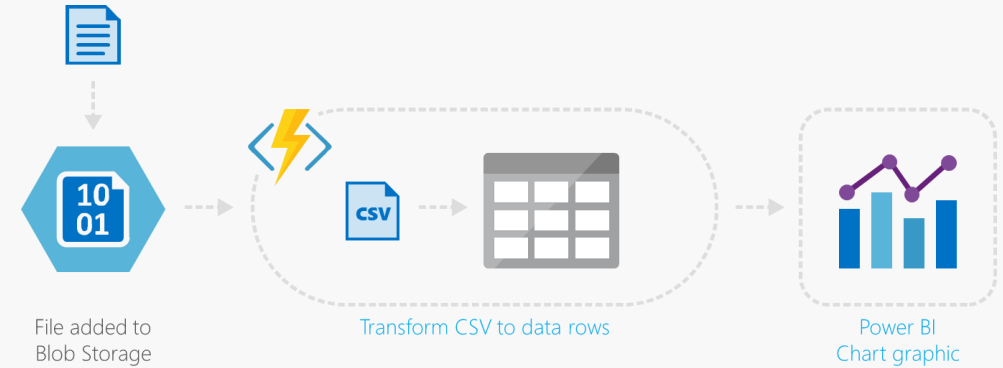 10
01
CSV
File added to
Blob Storage
Transform CSV to data rows
Power BI
Chart graphic